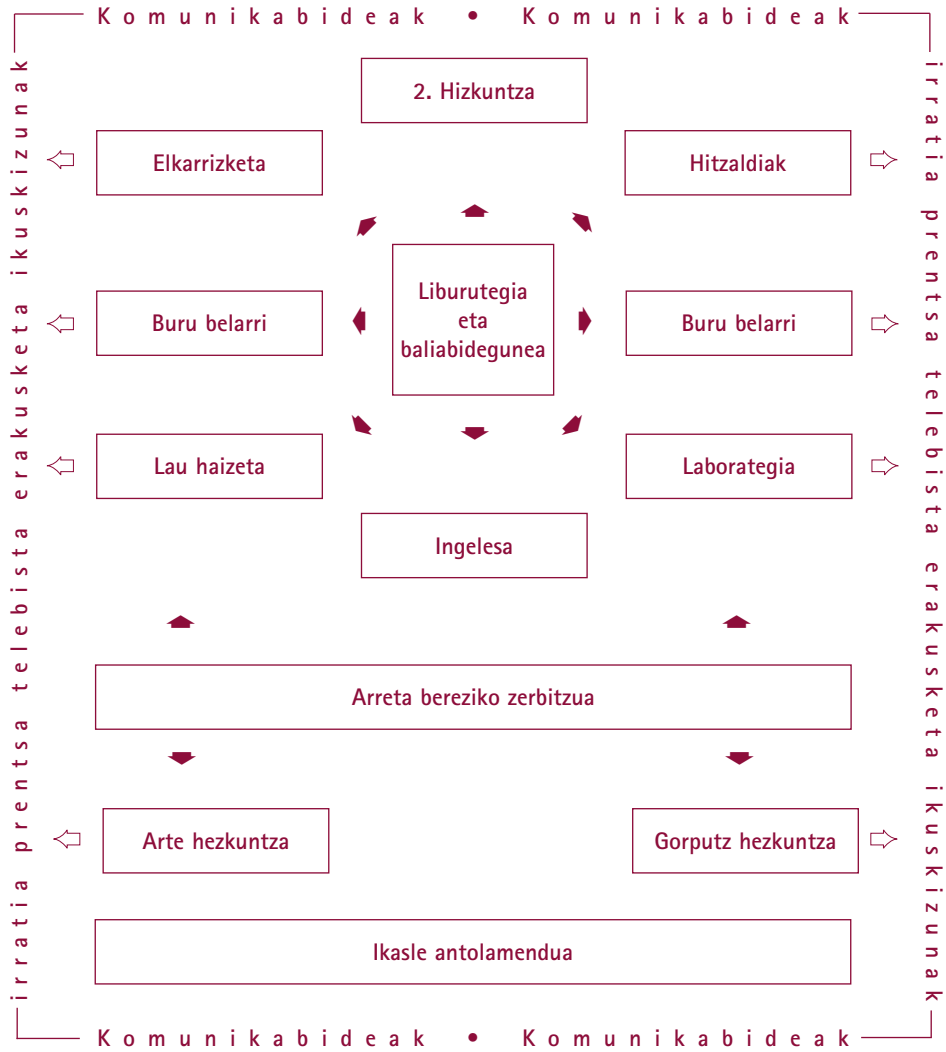 Komunikabideak • Komunikabideak
irratia prentsa telebista erakusketa ikuskizunak
irratia prentsa telebista erakusketa ikuskizunak
2. Hizkuntza
Elkarrizketa
Hitzaldiak
Liburutegia
eta
baliabidegunea
Buru belarri
Buru belarri
Lau haizeta
Laborategia
Ingelesa
Arreta bereziko zerbitzua
Arte hezkuntza
Gorputz hezkuntza
Ikasle antolamendua
Komunikabideak • Komunikabideak